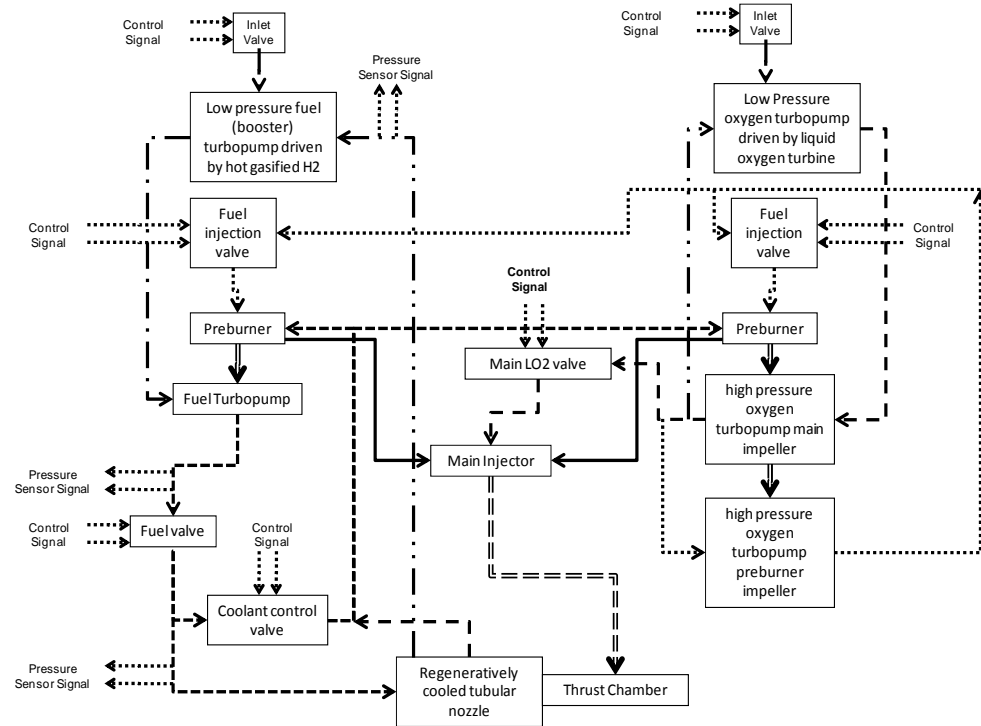 Control
Signal
Inlet
Valve
Control
Signal
Inlet
Valve
Pressure
Sensor Signal
Low pressure fuel
(booster)
turbopump driven
by hot gasified H2
Low Pressure
oxygen turbopump
driven by liquid
oxygen turbine
Control
Signal
Fuel
injection
valve
Fuel
injection
valve
Control
Signal
Control
Signal
Preburner
Preburner
Main LO2 valve
Fuel Turbopump
high pressure
oxygen
turbopump main
impeller
Main Injector
Pressure
Sensor Signal
Control
Signal
Fuel valve
Control
Signal
high pressure
oxygen
turbopump
preburner
impeller
Coolant control
valve
Pressure
Sensor Signal
Regeneratively
cooled tubular
nozzle
Thrust Chamber